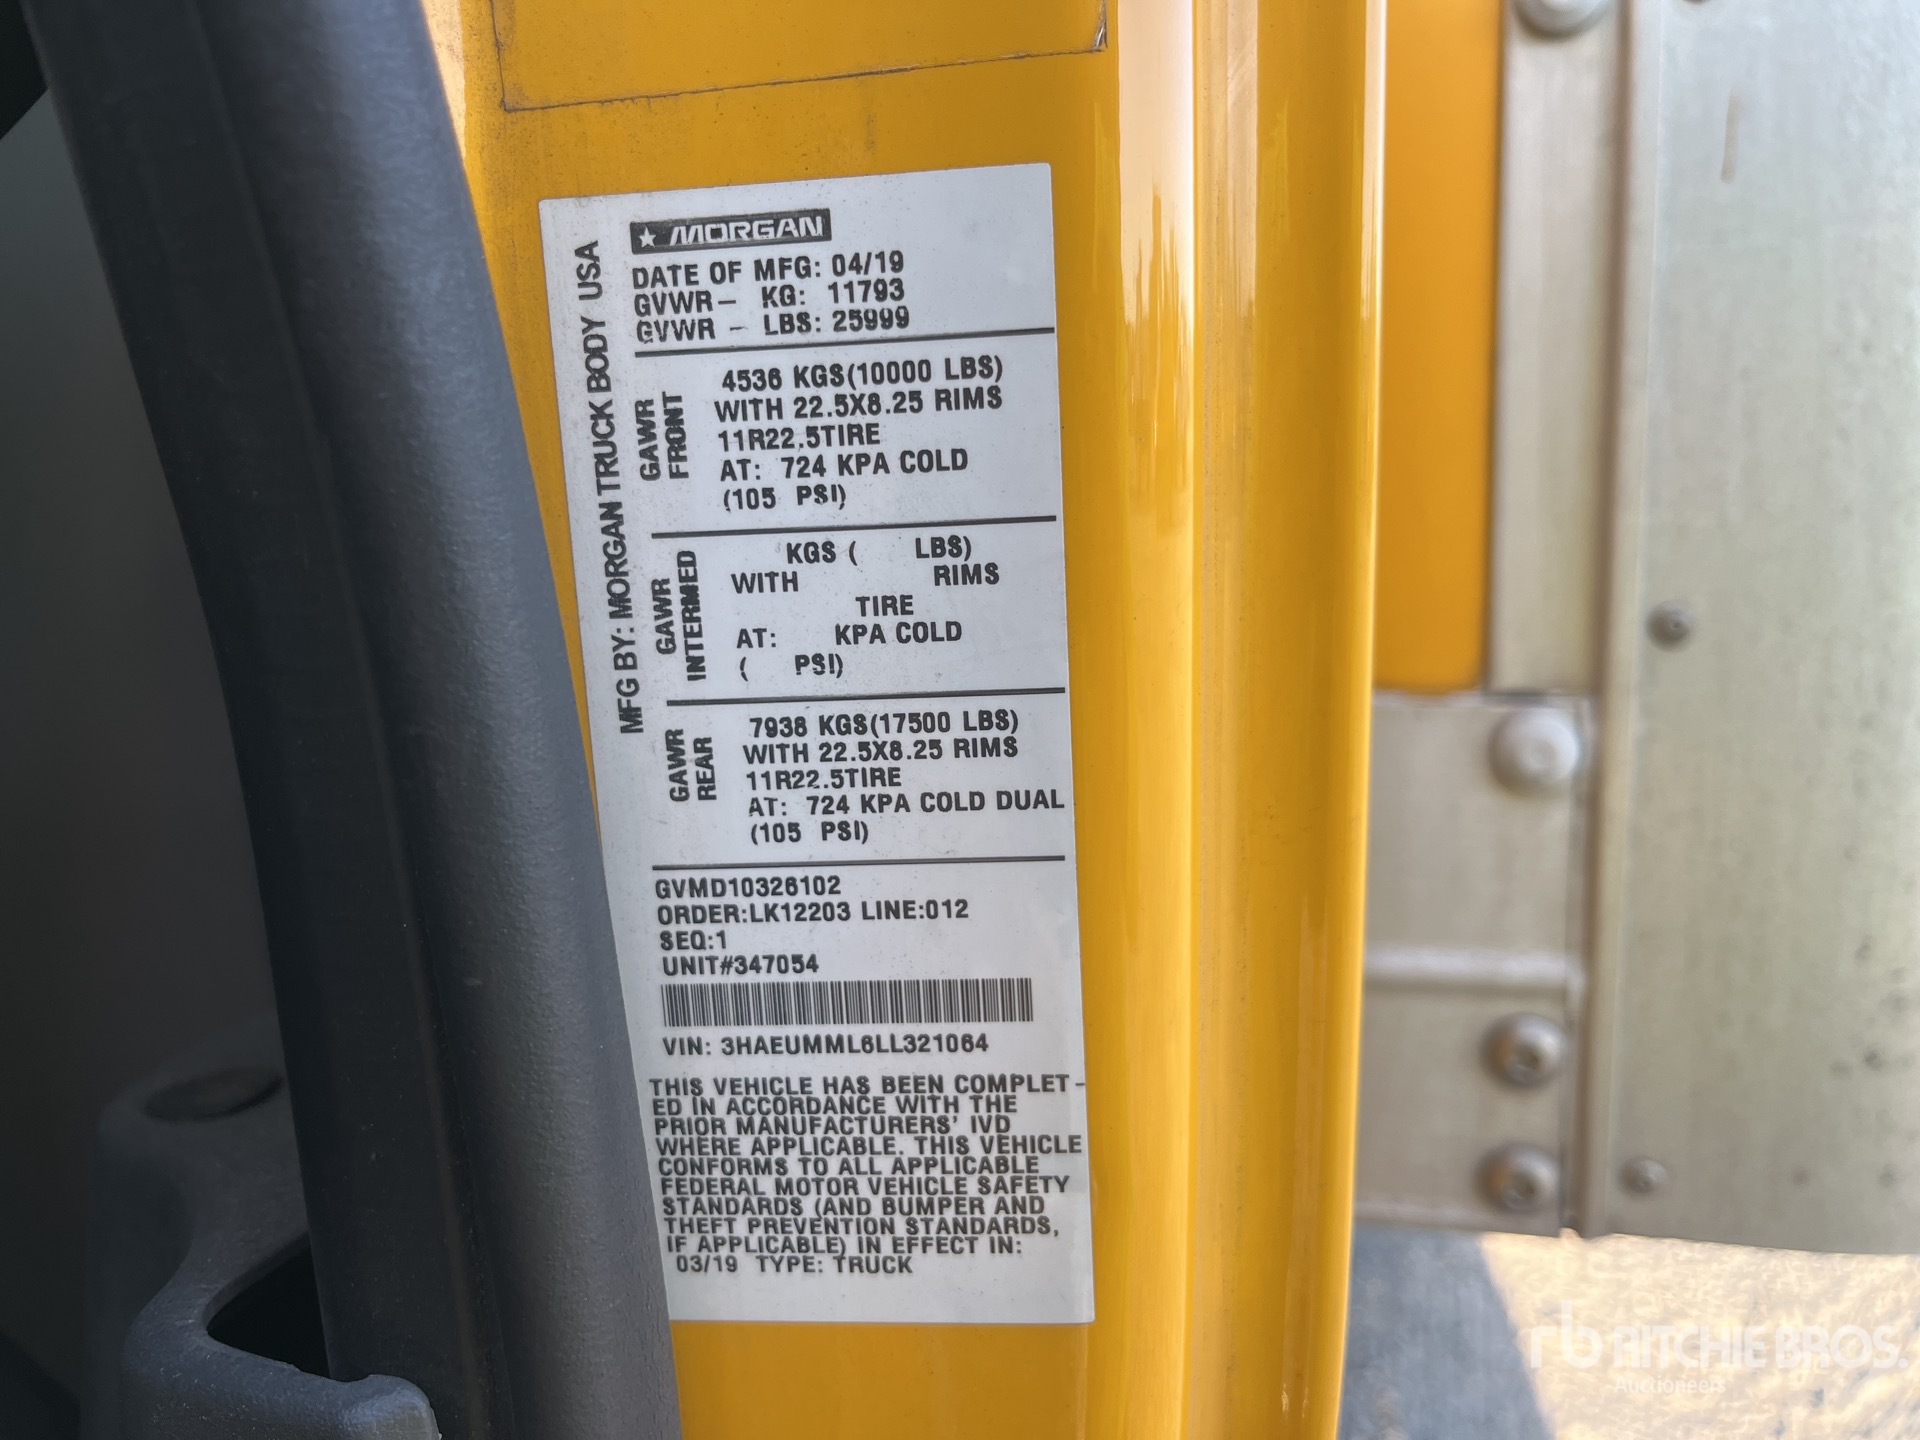 MORGAN
DATE OF MFG: 04/19
GVWR– KG: 11793
GVWR – LBS: 25999
MFG BY: MORGAN TRUCK BODY USA
GAWR
FRONT
4536 KGS(10000 LBS)
WITH 22.5X8.25 RIMS
11R22.5TIRE
AT: 724 KPA COLD
(105 PSI)
GAWR
INTERMED
KGS ( LBS)
WITH RIMS
TIRE
AT: KPA COLD
( PSI)
GAWR
REAR
7938 KGS(17500 LBS)
WITH 22.5X8.25 RIMS
11R22.5TIRE
AT: 724 KPA COLD DUAL
(105 PSI)
GVMD10326102
ORDER:LK12203 LINE:012
SEQ:1
UNIT#347054
VIN: 3HAEUMML6LL321064
THIS VEHICLE HAS BEEN COMPLET-
ED IN ACCORDANCE WITH THE
PRIOR MANUFACTURERS' IVD
WHERE APPLICABLE. THIS VEHICLE
CONFORMS TO ALL APPLICABLE
FEDERAL MOTOR VEHICLE SAFETY
STANDARDS (AND BUMPER AND
THEFT PREVENTION STANDARDS,
IF APPLICABLE) IN EFFECT IN:
03/19 TYPE: TRUCK
rb RITCHIE BROS.
Auctioneers